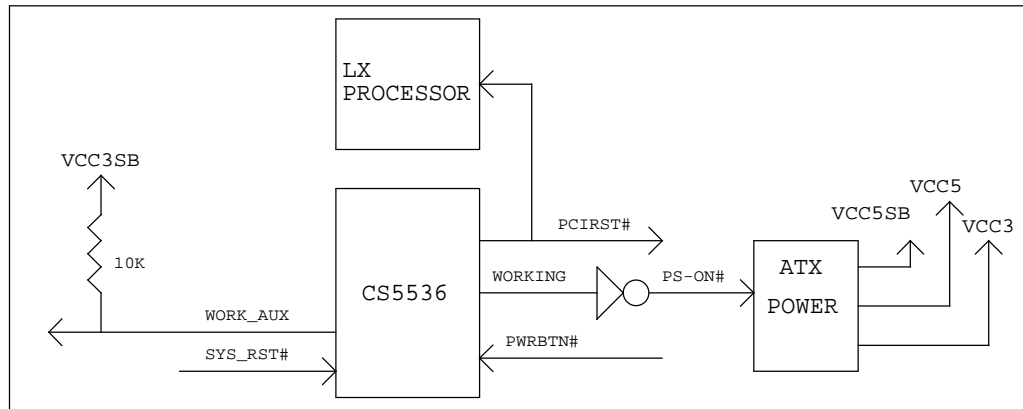 LX
PROCESSOR
VCC3SB
10K
VCC5
VCC5SB
VCC3
PCIRST#
ATX
POWER
CS5536
WORKING
PS-ON#
WORK_AUX
SYS_RST#
PWRBTN#